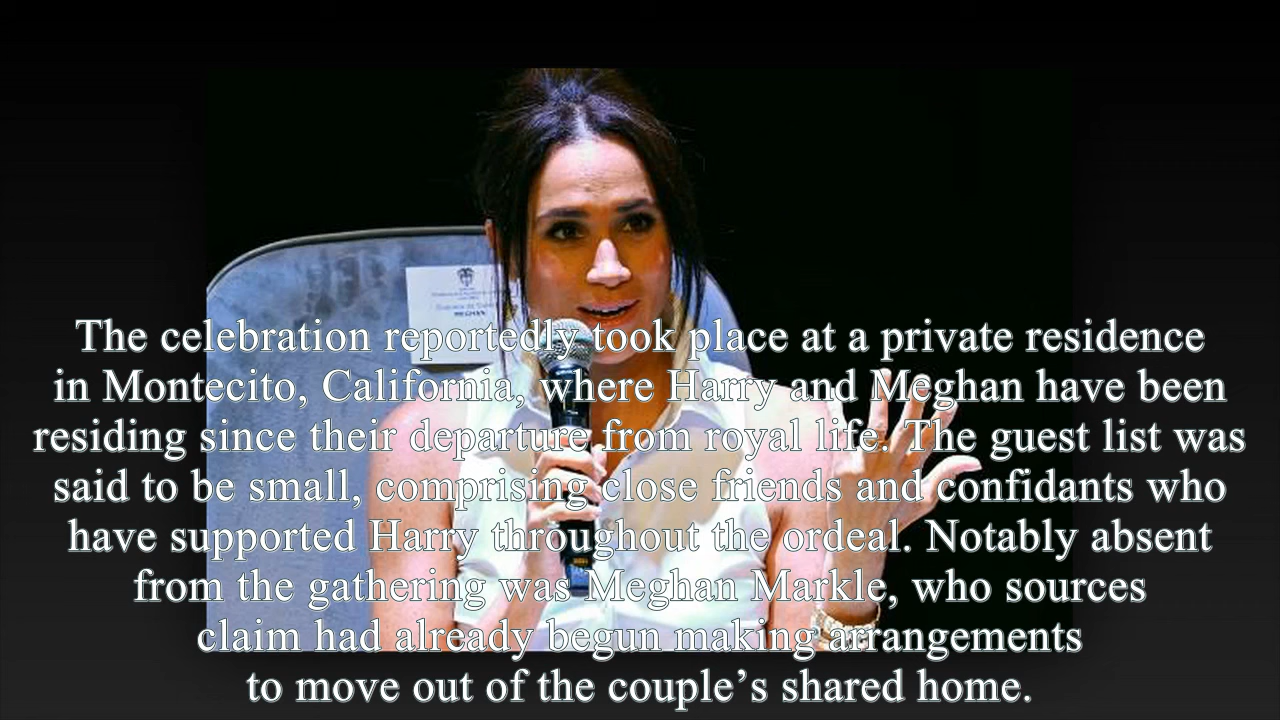 MEGHAN
The celebration reportedly took place at a private residence
in Montecito, California, where Harry and Meghan have been
residing since their departure from royal life. The guest list was
said to be small, comprising close friends and confidants who
have supported Harry throughout the ordeal. Notably absent
from the gathering was Meghan Markle, who sources
claim had already begun making arrangements
to move out of the couple’s shared home.